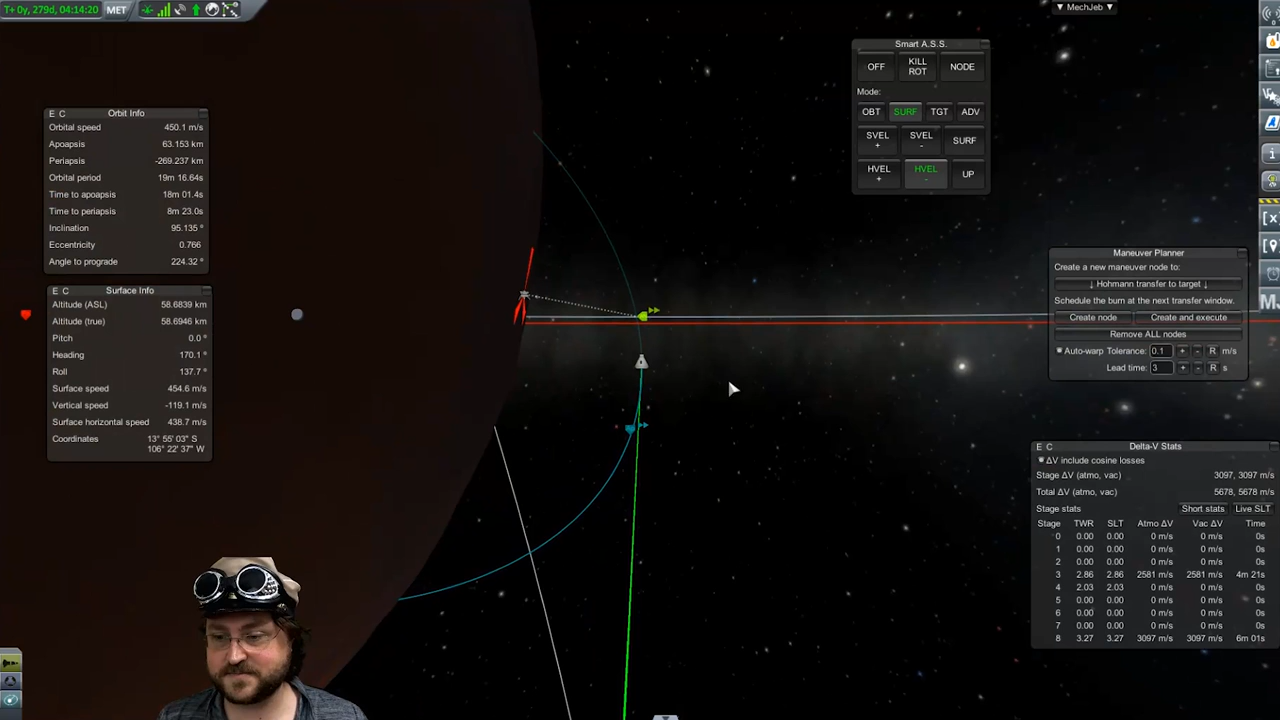 T+ 0y, 279d, 04:14:20 MET
▼ MechJeb ▼
Smart A.S.S.
OFF KILL ROT NODE
Mode:
OBT SURF TGT ADV
SVEL + SVEL - SURF
HVEL + HVEL - UP
E C Orbit Info
Orbital speed 450.1 m/s
Apoapsis 63.153 km
Periapsis -269.237 km
Orbital period 19m 16.64s
Time to apoapsis 18m 01.4s
Time to periapsis 8m 23.0s
Inclination 95.135 º
Eccentricity 0.766
Angle to prograde 224.32 º
E C Surface Info
Altitude (ASL) 58.6839 km
Altitude (true) 58.6946 km
Pitch 0.0 º
Heading 170.1 º
Roll 137.7 º
Surface speed 454.6 m/s
Vertical speed -119.1 m/s
Surface horizontal speed 438.7 m/s
Coordinates 13° 55' 03" S
106° 22' 37" W
Maneuver Planner
Create a new maneuver node to:
↓ Hohmann transfer to target ↓
Schedule the burn at the next transfer window.
Create node Create and execute
Remove ALL nodes
Auto-warp Tolerance: 0.1 + - R m/s
Lead time: 3 + - R s
E C Delta-V Stats
ΔV include cosine losses
Stage ΔV (atmo, vac) 3097, 3097 m/s
Total ΔV (atmo, vac) 5678, 5678 m/s
Stage stats Short stats Live SLT
Stage TWR SLT Atmo ΔV Vac ΔV Time
0 0.00 0.00 0 m/s 0 m/s 0s
1 0.00 0.00 0 m/s 0 m/s 0s
2 0.00 0.00 0 m/s 0 m/s 0s
3 2.86 2.86 2581 m/s 2581 m/s 4m 21s
4 2.03 2.03 0 m/s 0 m/s 0s
5 0.00 0.00 0 m/s 0 m/s 0s
6 0.00 0.00 0 m/s 0 m/s 0s
7 0.00 0.00 0 m/s 0 m/s 0s
8 3.27 3.27 3097 m/s 3097 m/s 6m 01s